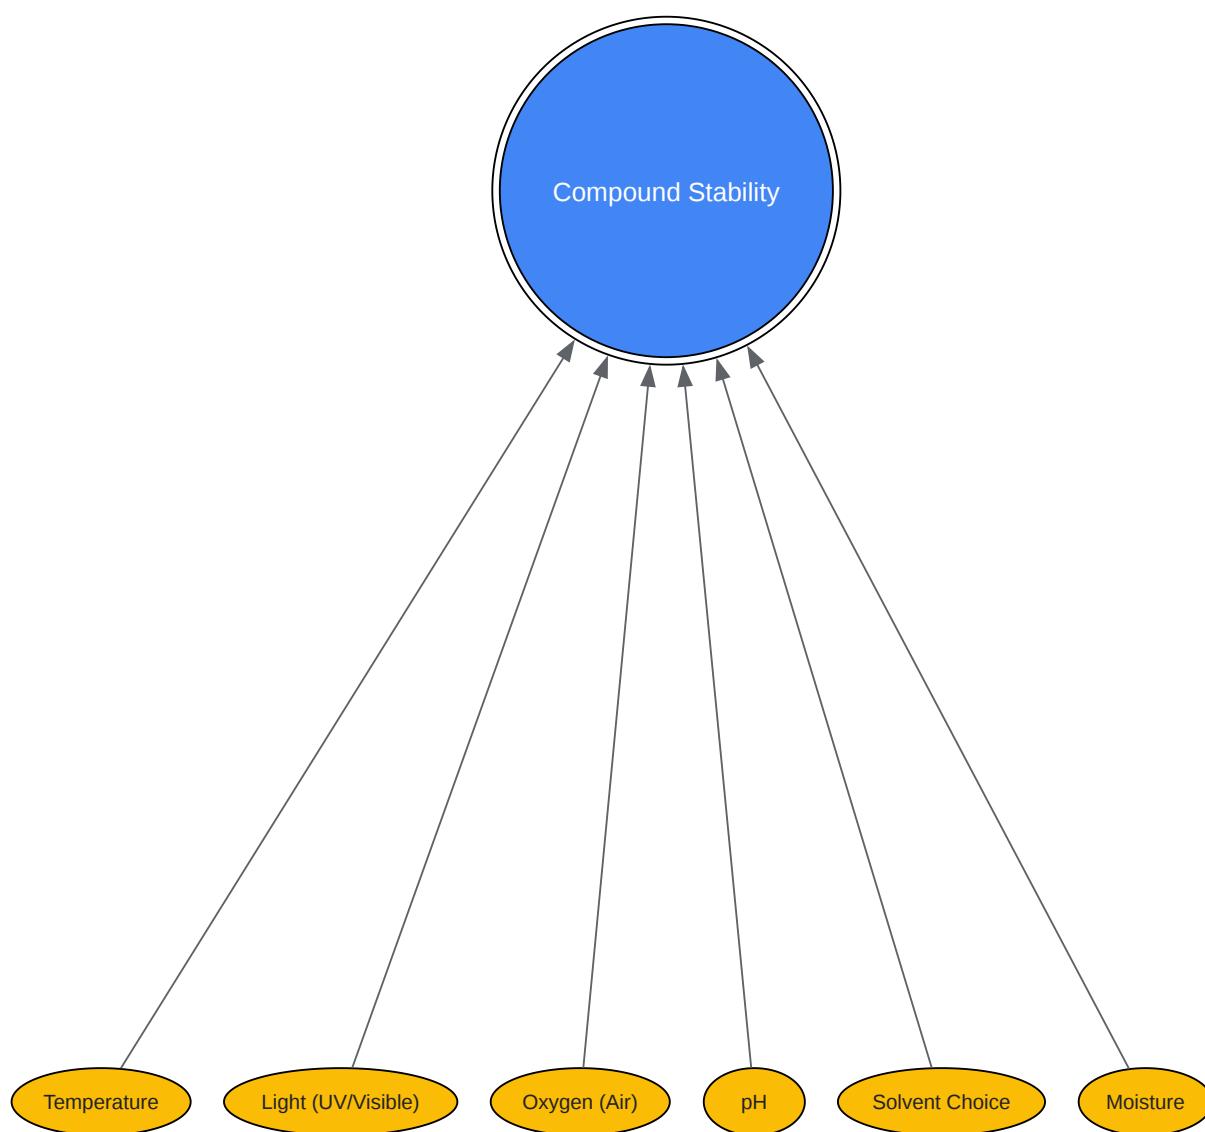 Compound Stability
Temperature
Light (UV/Visible)
Oxygen (Air)
pH
Solvent Choice
Moisture